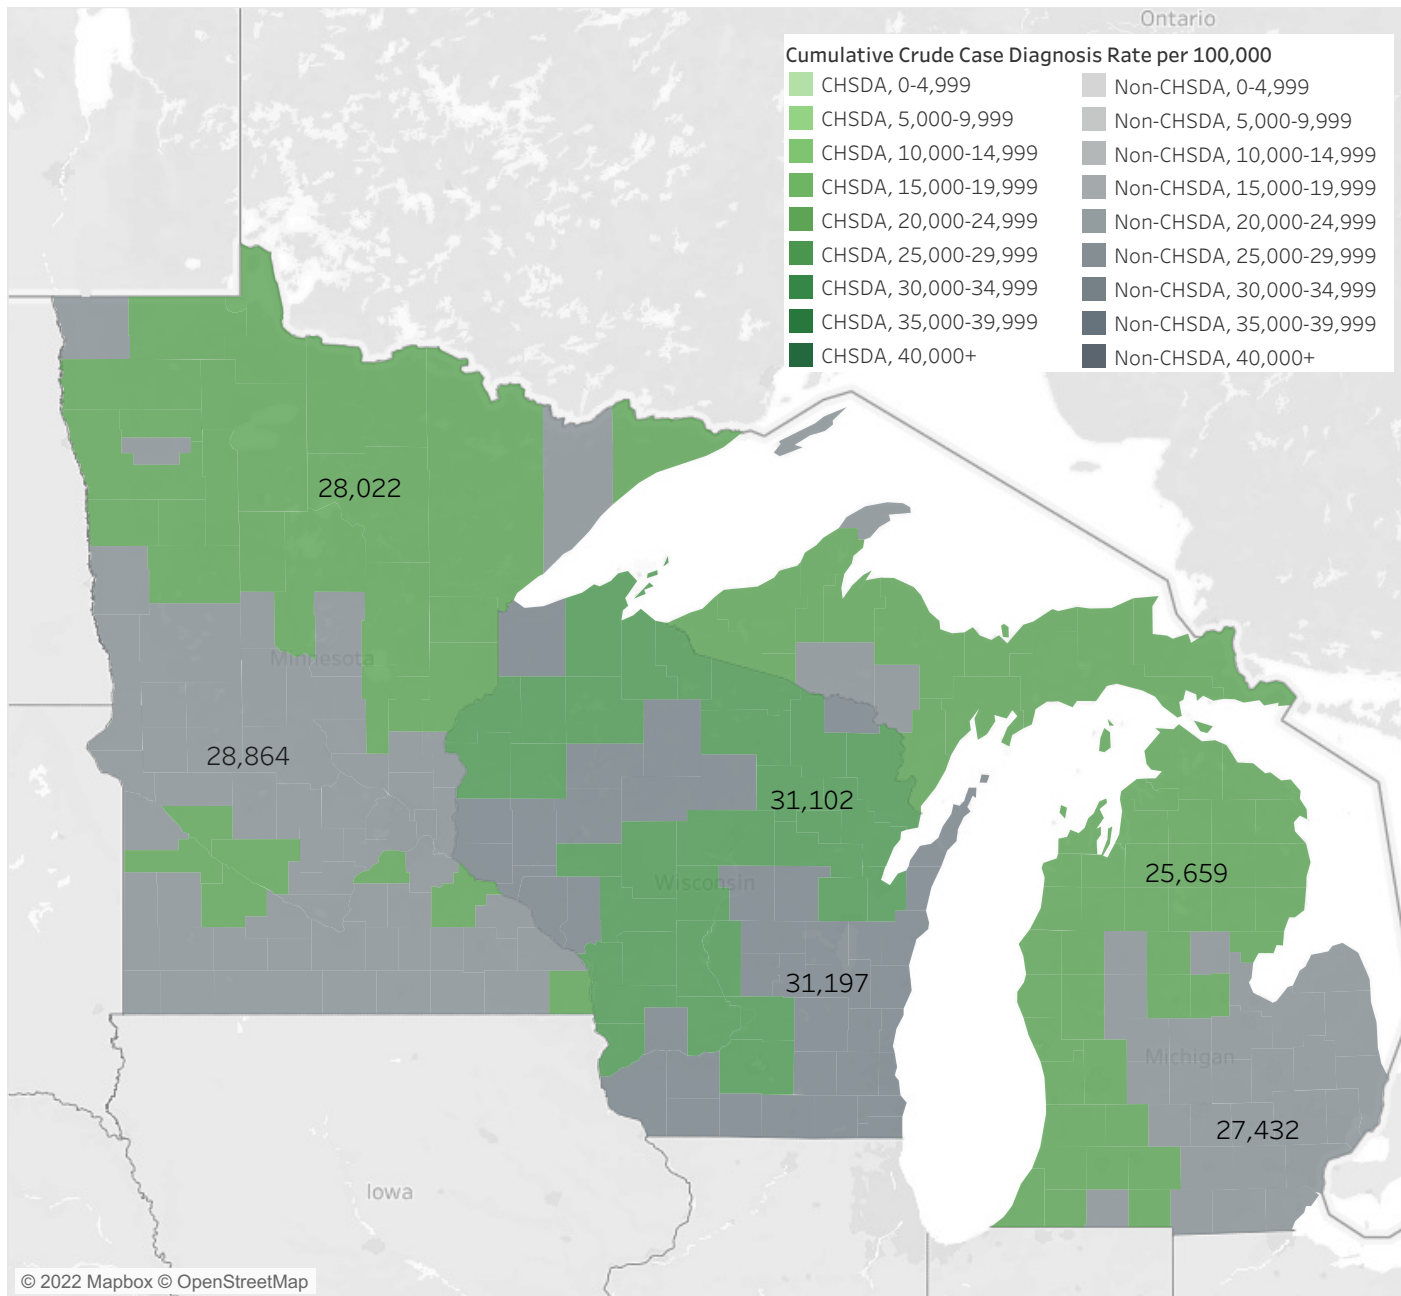 Ontario
Cumulative Crude Case Diagnosis Rate per 100,000
CHSDA, 0-4,999
CHSDA, 5,000-9,999
CHSDA, 10,000-14,999
CHSDA, 15,000-19,999
CHSDA, 20,000-24,999
CHSDA, 25,000-29,999
CHSDA, 30,000-34,999
CHSDA, 35,000-39,999
CHSDA, 40,000+
Non-CHSDA, 0-4,999
Non-CHSDA, 5,000-9,999
Non-CHSDA, 10,000-14,999
Non-CHSDA, 15,000-19,999
Non-CHSDA, 20,000-24,999
Non-CHSDA, 25,000-29,999
Non-CHSDA, 30,000-34,999
Non-CHSDA, 35,000-39,999
Non-CHSDA, 40,000+
28,022
Minnesota
28,864
31,102
Wisconsin
25,659
31,197
Michigan
27,432
Iowa
© 2022 Mapbox © OpenStreetMap